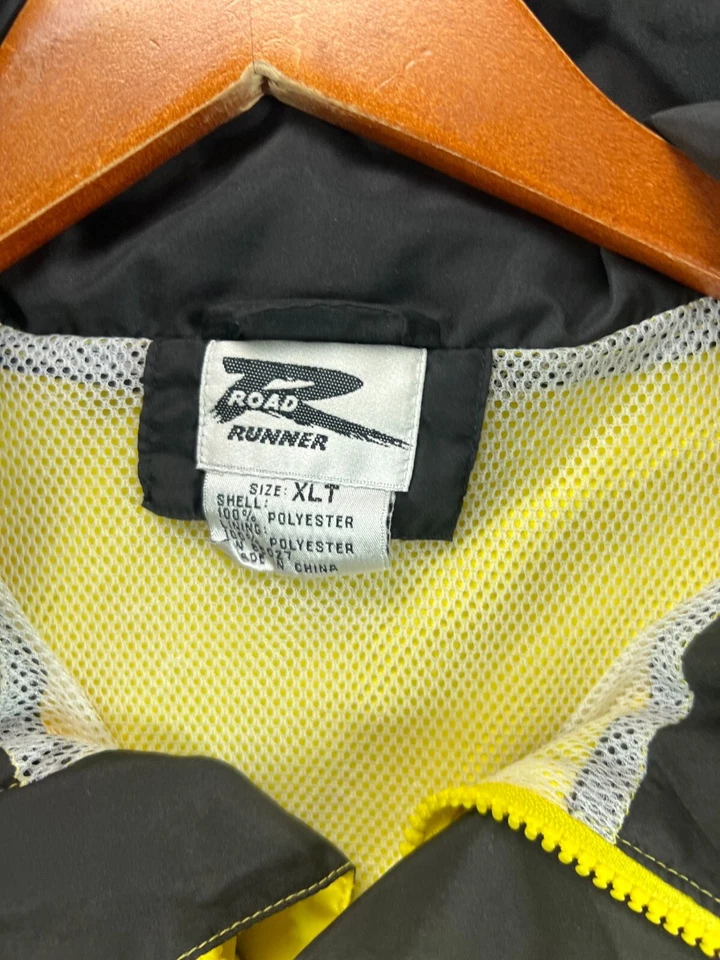 ROAD
RUNNER
SIZE: XLT
SHELL:
100% POLYESTER
POLYESTER
CHINA